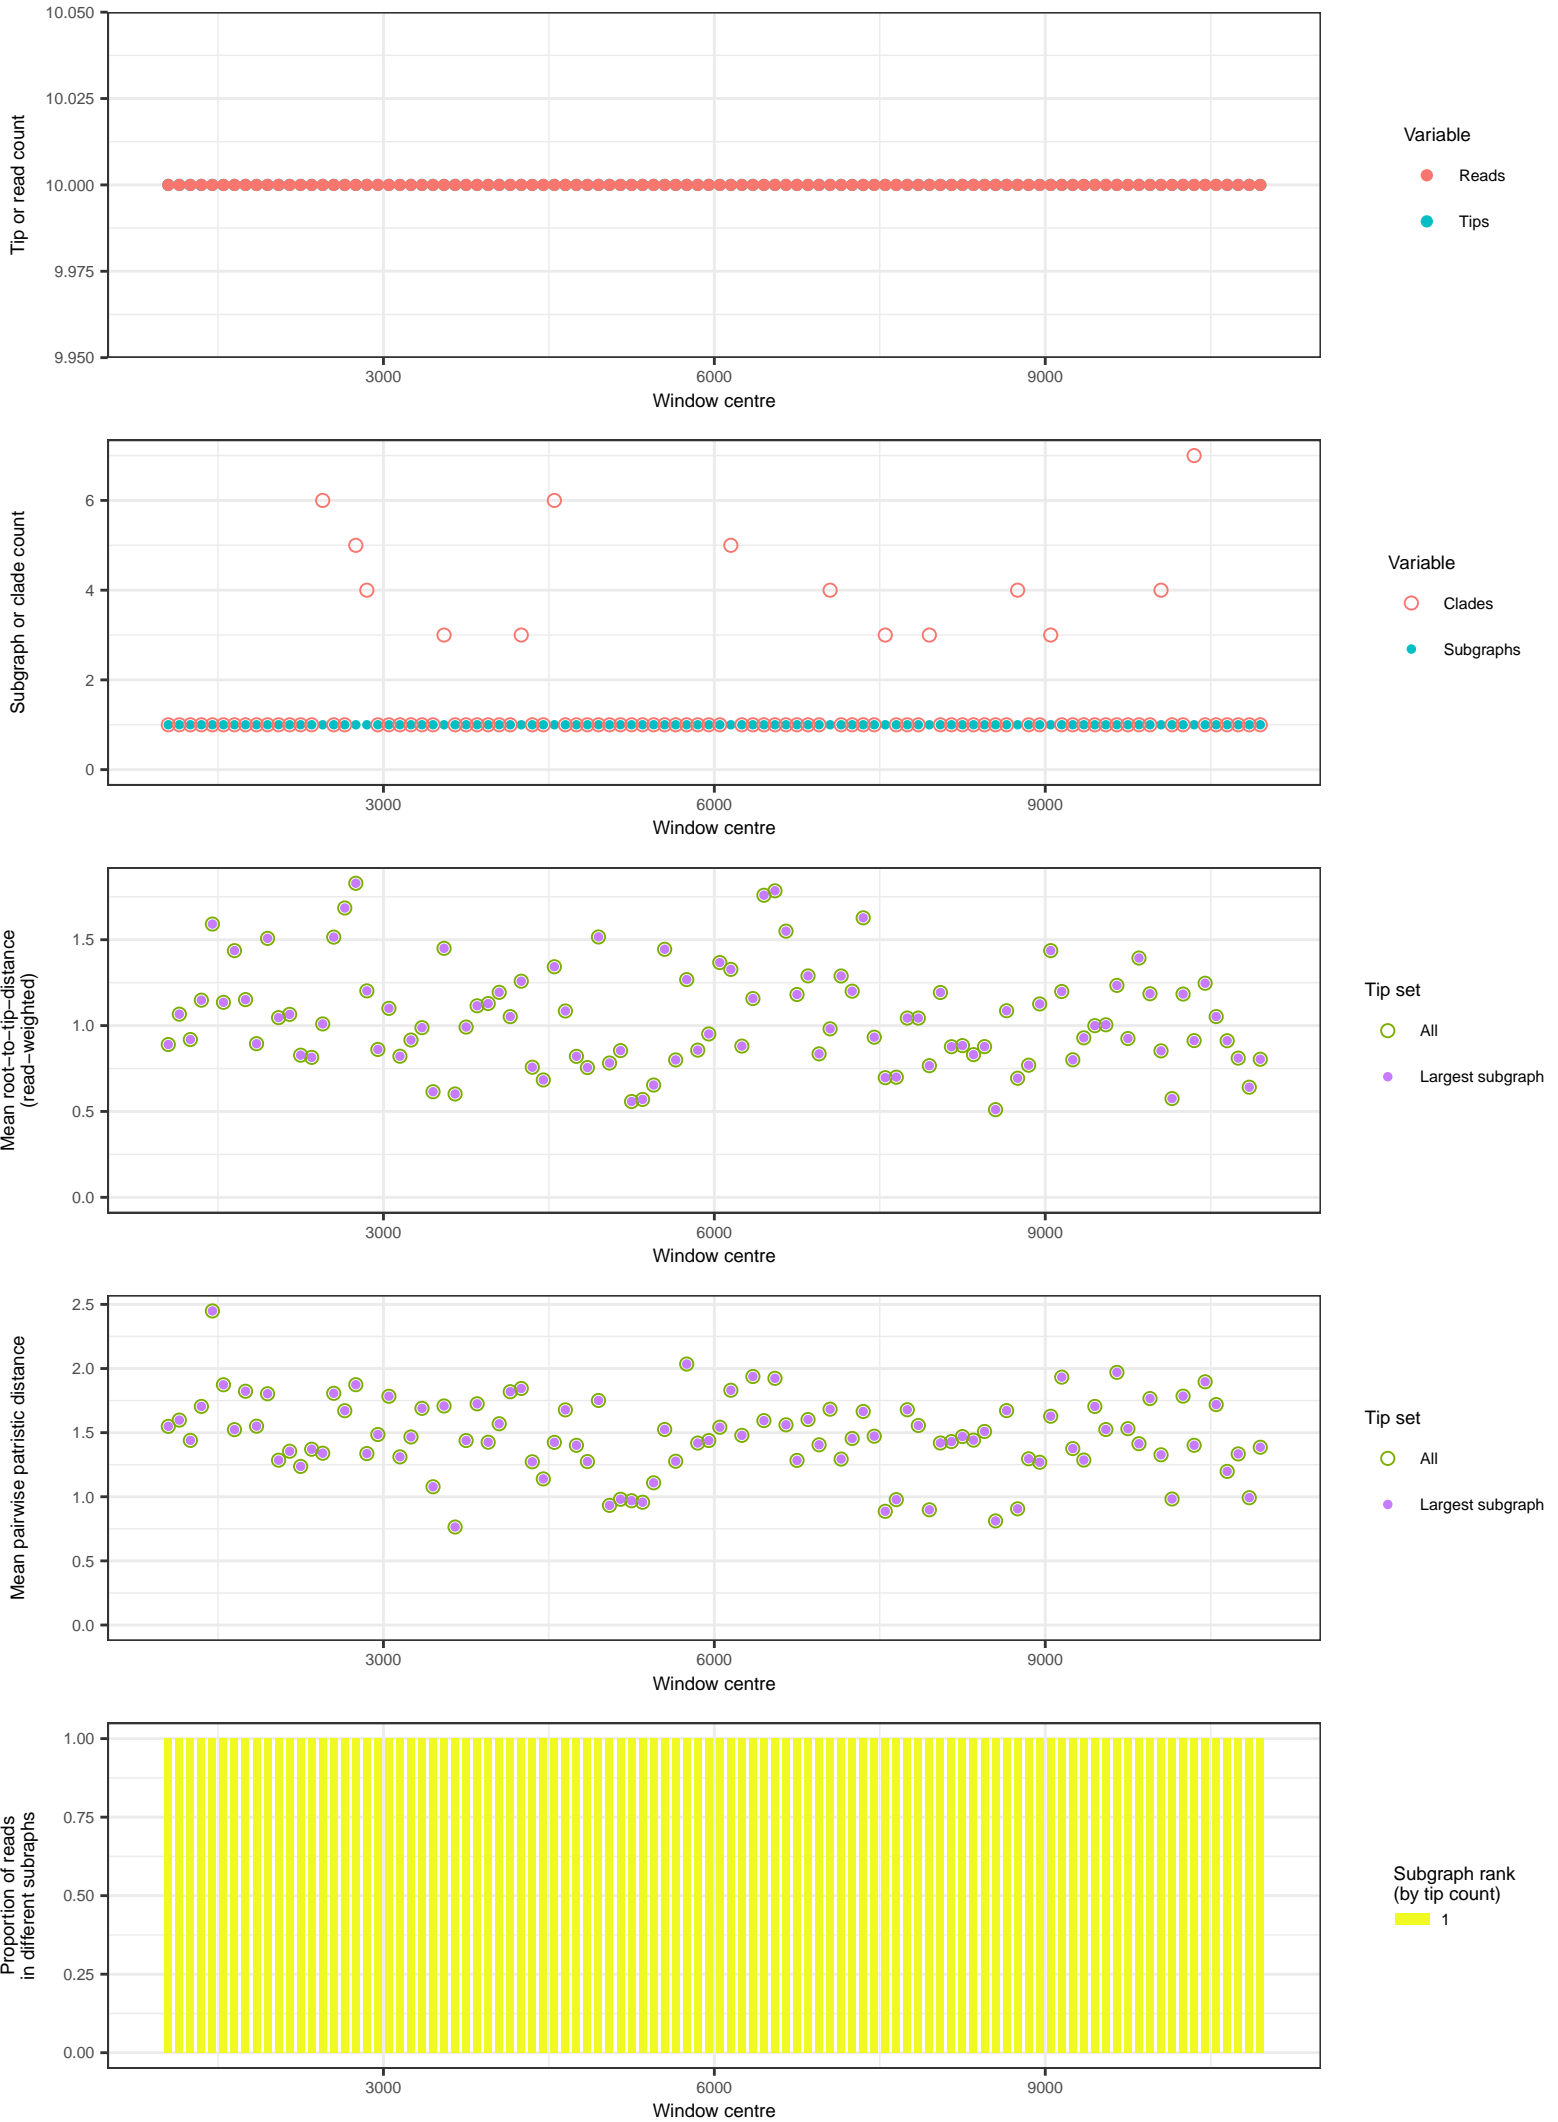 10.050
10.025
10.000
9.975
9.950
Tip or read count
3000 6000 9000
Window centre
Variable
Reads
Tips
6
4
2
0
Subgraph or clade count
3000 6000 9000
Window centre
Variable
Clades
Subgraphs
1.5
1.0
0.5
0.0
Mean root−to−tip−distance
(read−weighted)
3000 6000 9000
Window centre
Tip set
All
Largest subgraph
2.5
2.0
1.5
1.0
0.5
0.0
Mean pairwise patristic distance
3000 6000 9000
Window centre
Tip set
All
Largest subgraph
1.00
0.75
0.50
0.25
0.00
Proportion of reads
in different subraphs
3000 6000 9000
Window centre
Subgraph rank
(by tip count)
1